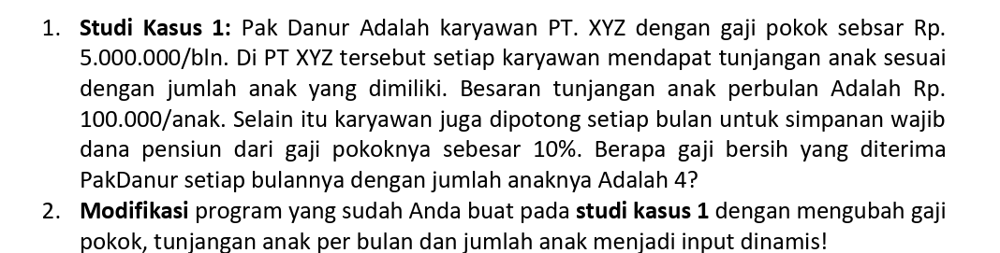 1. Studi Kasus 1: Pak Danur Adalah karyawan PT. XYZ dengan gaji pokok sebsar Rp.
5.000.000/bln. Di PT XYZ tersebut setiap karyawan mendapat tunjangan anak sesuai
dengan jumlah anak yang dimiliki. Besaran tunjangan anak perbulan Adalah Rp.
100.000/anak. Selain itu karyawan juga dipotong setiap bulan untuk simpanan wajib
dana pensiun dari gaji pokoknya sebesar 10%. Berapa gaji bersih yang diterima
PakDanur setiap bulannya dengan jumlah anaknya Adalah 4?
2. Modifikasi program yang sudah Anda buat pada studi kasus 1 dengan mengubah gaji
pokok, tunjangan anak per bulan dan jumlah anak menjadi input dinamis!